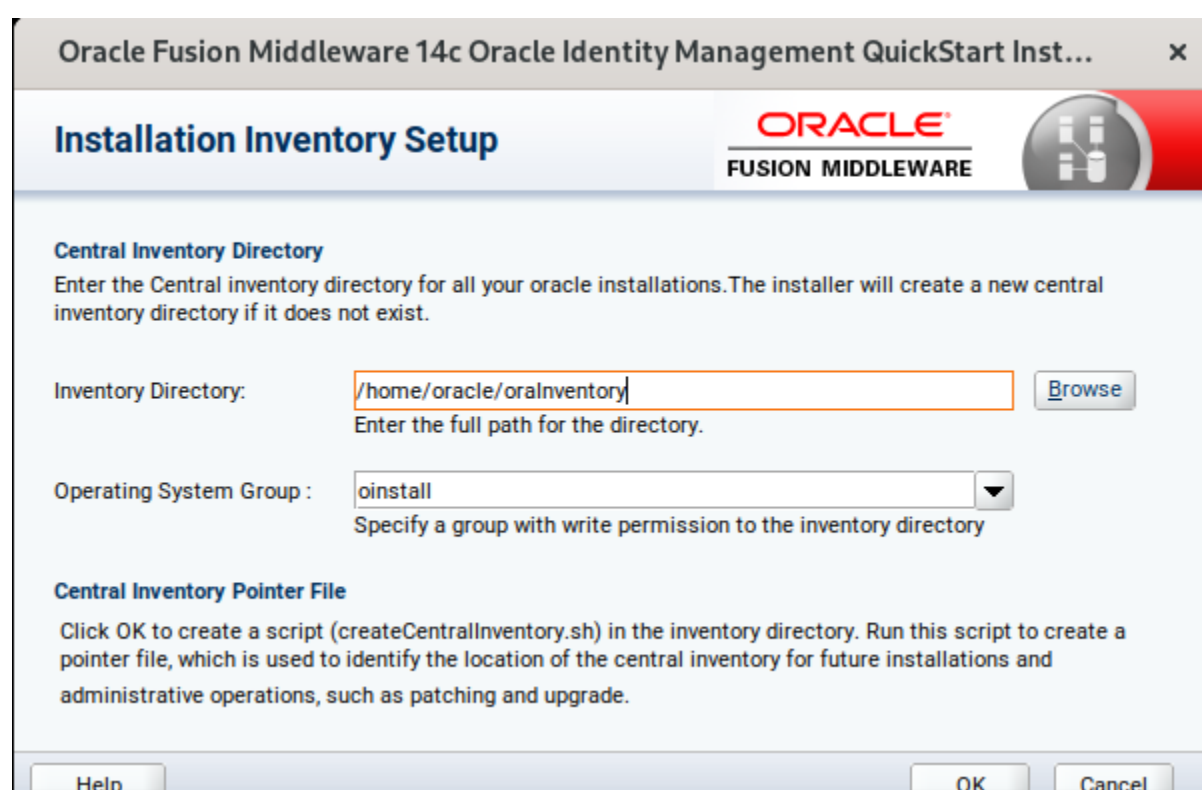 Oracle Fusion Middleware 14c Oracle Identity Management QuickStart Inst... ×
Installation Inventory Setup
ORACLE®
FUSION MIDDLEWARE
Central Inventory Directory
Enter the Central inventory directory for all your oracle installations.The installer will create a new central
inventory directory if it does not exist.
Inventory Directory: /home/oracle/oraInventory Browse
Enter the full path for the directory.
Operating System Group : oinstall
Specify a group with write permission to the inventory directory
Central Inventory Pointer File
Click OK to create a script (createCentralInventory.sh) in the inventory directory. Run this script to create a
pointer file, which is used to identify the location of the central inventory for future installations and
administrative operations, such as patching and upgrade.
Help OK Cancel